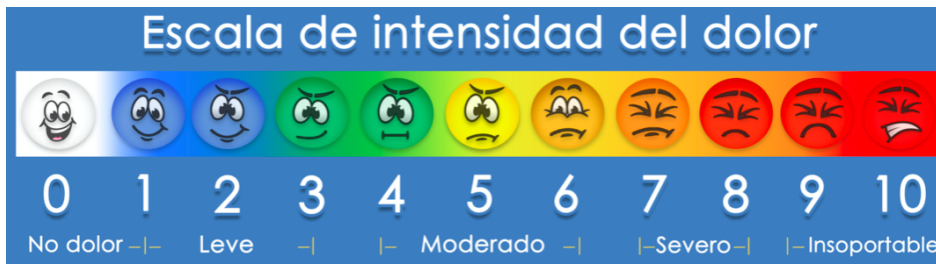 Escala de intensidad del dolor
0 1 2 3 4 5 6 7 8 9 10
No dolor –|– Leve –| |– Moderado –| |–Severo–| |–Insoportable